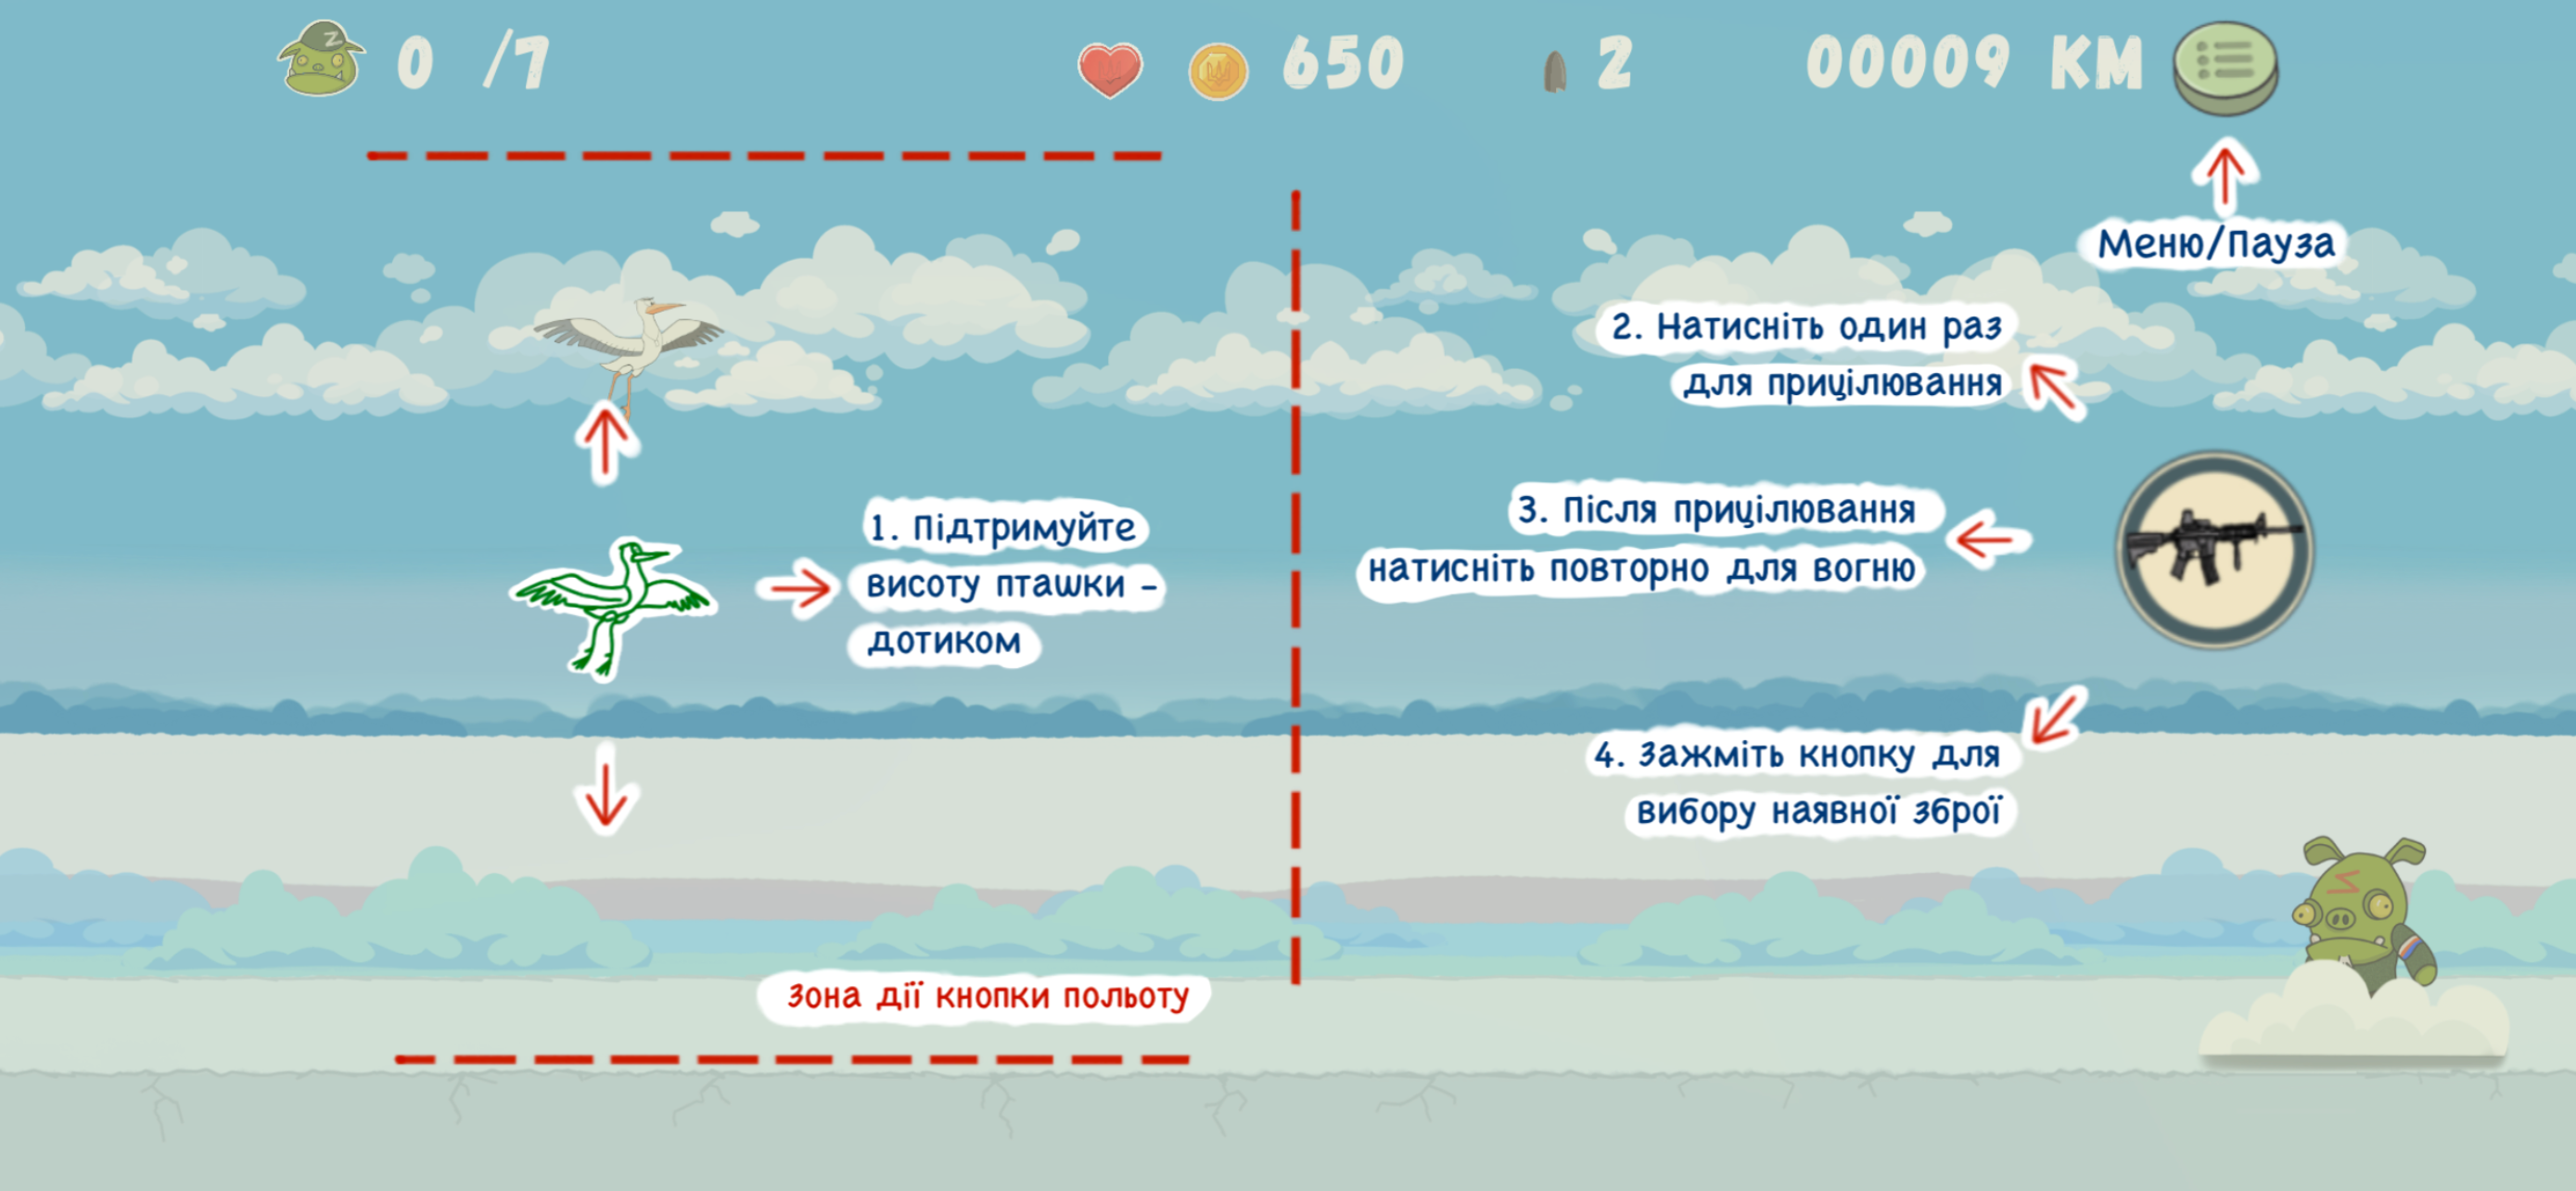 0 /7
650
2
00009 КМ
Меню/Пауза
2. Натисніть один раз
для прицілювання
1. Підтримуйте
висоту пташки -
дотиком
3. Після прицілювання
натисніть повторно для вогню
4. Зажміть кнопку для
вибору наявної зброї
Зона дії кнопки польоту
Z
Z